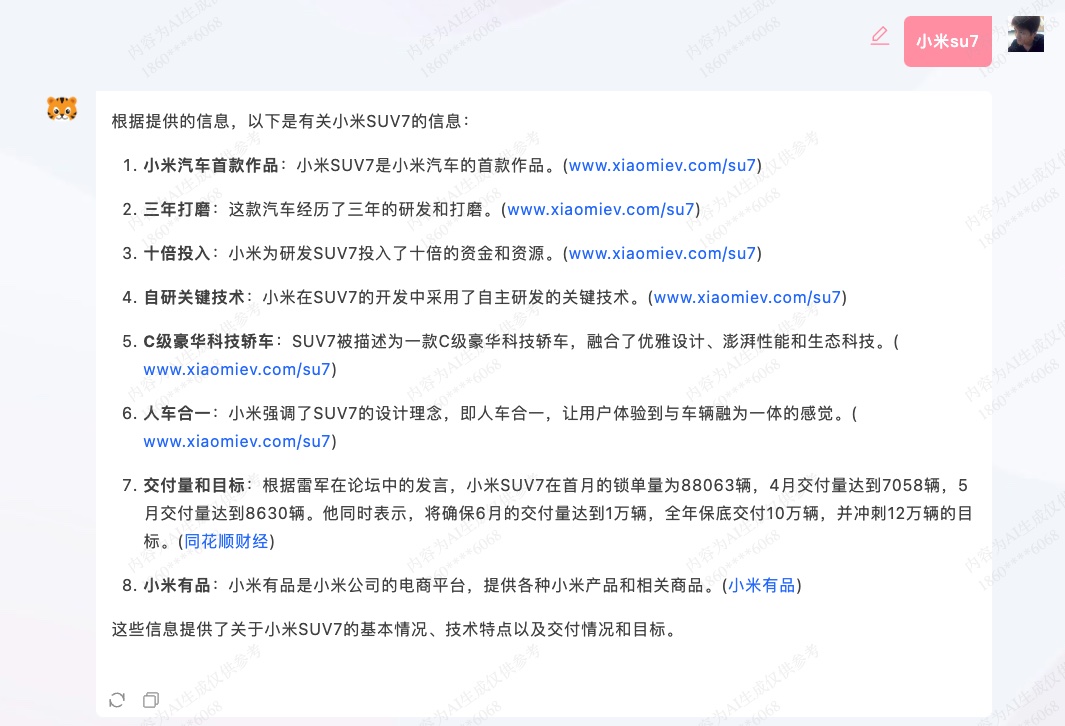 小米su7
根据提供的信息，以下是有关小米SUV7的信息：
1. 小米汽车首款作品：小米SUV7是小米汽车的首款作品。(www.xiaomiev.com/su7)
2. 三年打磨：这款汽车经历了三年的研发和打磨。(www.xiaomiev.com/su7)
3. 十倍投入：小米为研发SUV7投入了十倍的资金和资源。(www.xiaomiev.com/su7)
4. 自研关键技术：小米在SUV7的开发中采用了自主研发的关键技术。(www.xiaomiev.com/su7)
5. C级豪华科技轿车：SUV7被描述为一款C级豪华科技轿车，融合了优雅设计、澎湃性能和生态科技。(
www.xiaomiev.com/su7)
6. 人车合一：小米强调了SUV7的设计理念，即人车合一，让用户体验到与车辆融为一体的感觉。(
www.xiaomiev.com/su7)
7. 交付量和目标：根据雷军在论坛中的发言，小米SUV7在首月的锁单量为88063辆，4月交付量达到7058辆，5
月交付量达到8630辆。他同时表示，将确保6月的交付量达到1万辆，全年保底交付10万辆，并冲刺12万辆的目
标。(同花顺财经)
8. 小米有品：小米有品是小米公司的电商平台，提供各种小米产品和相关商品。(小米有品)
这些信息提供了关于小米SUV7的基本情况、技术特点以及交付情况和目标。
内容为AI生成仅供参考
1860****6068